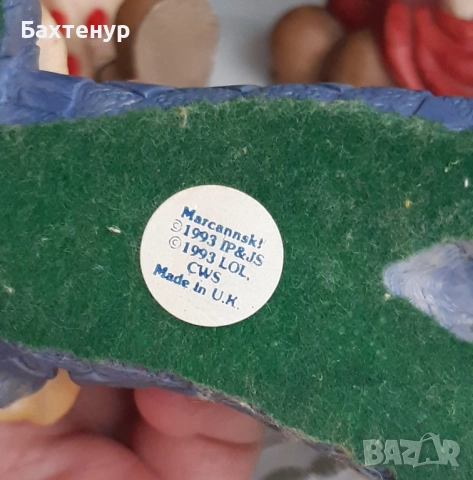 Бахтенур
Marcannsk!
©1993 IP&JS
©1993 LOL,
CWS
Made in U.K.
BAZAR